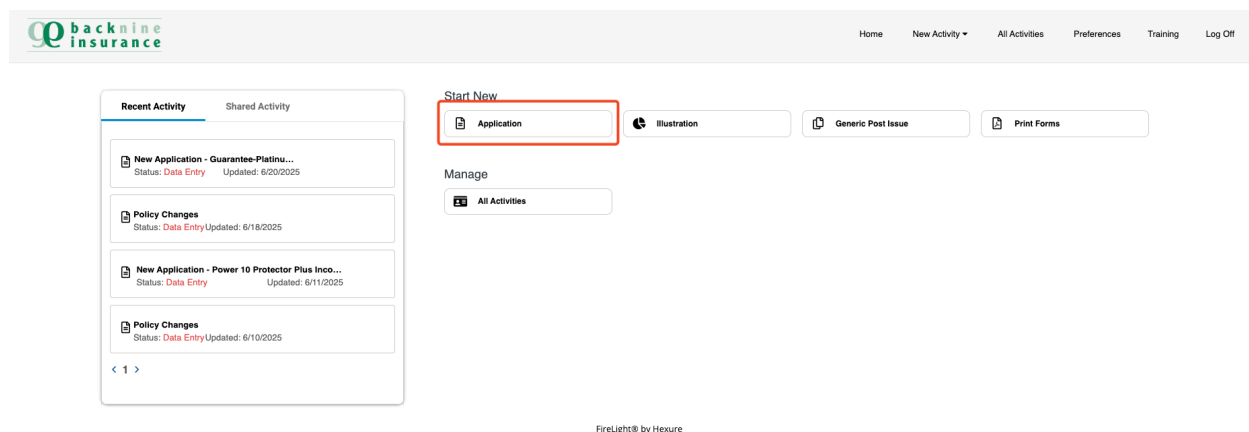 backnine
insurance
Home New Activity All Activities Preferences Training Log Off
Recent Activity Shared Activity
New Application - Guarantee-Platinu...
Status: Data Entry Updated: 6/20/2025
Policy Changes
Status: Data Entry Updated: 6/18/2025
New Application - Power 10 Protector Plus Inco...
Status: Data Entry Updated: 6/11/2025
Policy Changes
Status: Data Entry Updated: 6/10/2025
< 1 >
Start New
Application Illustration Generic Post Issue Print Forms
Manage
All Activities
FireLight® by Hexure